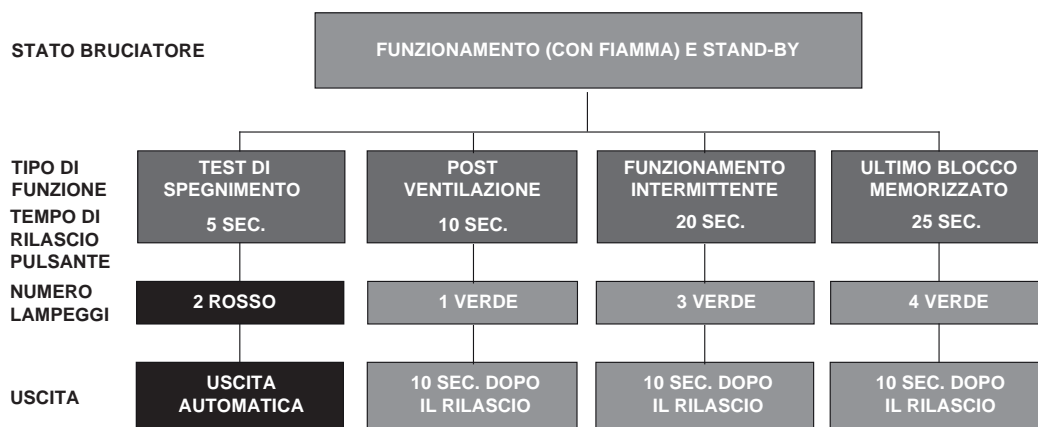 STATO BRUCIATORE
FUNZIONAMENTO (CON FIAMMA) E STAND-BY
TIPO DI
FUNZIONE
TEST DI
SPEGNIMENTO
POST
VENTILAZIONE
FUNZIONAMENTO
INTERMITTENTE
ULTIMO BLOCCO
MEMORIZZATO
TEMPO DI
RILASCIO
PULSANTE
5 SEC.
10 SEC.
20 SEC.
25 SEC.
NUMERO
LAMPEGGI
2 ROSSO
1 VERDE
3 VERDE
4 VERDE
USCITA
USCITA
AUTOMATICA
10 SEC. DOPO
IL RILASCIO
10 SEC. DOPO
IL RILASCIO
10 SEC. DOPO
IL RILASCIO